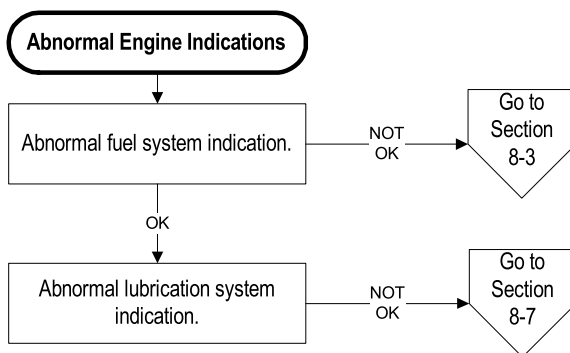 Abnormal Engine Indications
Abnormal fuel system indication.
NOT
OK
Go to
Section
8-3
OK
Abnormal lubrication system
indication.
NOT
OK
Go to
Section
8-7